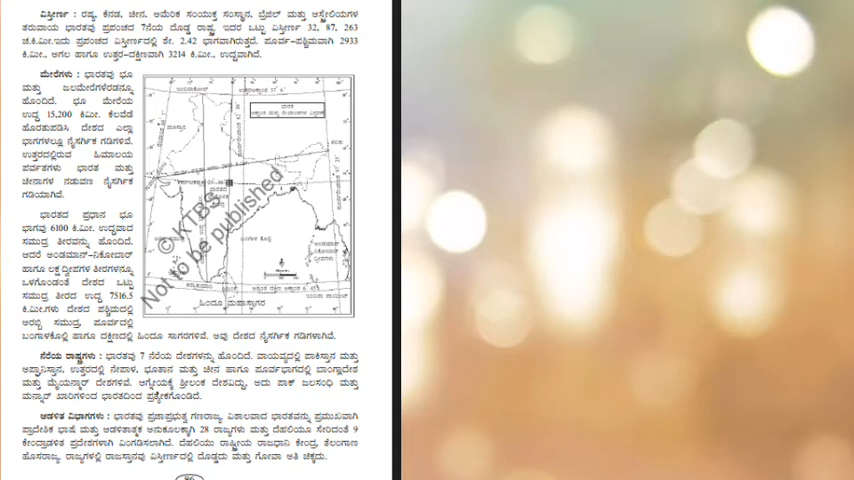 ವಿಸ್ತೀರ್ಣ : ರಷ್ಯ, ಕೆನಡ, ಚೀನ, ಅಮೆರಿಕ ಸಂಯುಕ್ತ ಸಂಸ್ಥಾನ, ಬ್ರೆಜಿಲ್ ಮತ್ತು ಆಸ್ಟ್ರೇಲಿಯಗಳ
ತರುವಾಯ ಭಾರತವು ಪ್ರಪಂಚದ 7ನೆಯ ದೊಡ್ಡ ರಾಷ್ಟ್ರ. ಇದರ ಒಟ್ಟು ವಿಸ್ತೀರ್ಣ 32, 87, 263
ಚ.ಕಿ.ಮೀ.ಇದು ಪ್ರಪಂಚದ ವಿಸ್ತೀರ್ಣದಲ್ಲಿ ಶೇ. 2.42 ಭಾಗವಾಗಿರುತ್ತದೆ. ಪೂರ್ವ-ಪಶ್ಚಿಮವಾಗಿ 2933
ಕಿ.ಮೀ., ಅಗಲ ಹಾಗೂ ಉತ್ತರ-ದಕ್ಷಿಣವಾಗಿ 3214 ಕಿ.ಮೀ., ಉದ್ದವಾಗಿದೆ.
ಮೇರೆಗಳು : ಭಾರತವು ಭೂ
ಮತ್ತು ಜಲಮೇರೆಗಳೆರಡನ್ನೂ
ಹೊಂದಿದೆ. ಭೂ ಮೇರೆಯ
ಉದ್ದ 15,200 ಕಿಮೀ. ಕೆಲವೆಡೆ
ಹೊರತುಪಡಿಸಿ ದೇಶದ ಎಲ್ಲಾ
ಭಾಗಗಳಲ್ಲೂ ನೈಸರ್ಗಿಕ ಗಡಿಗಳಿವೆ.
ಉತ್ತರದಲ್ಲಿರುವ ಹಿಮಾಲಯ
ಪರ್ವತಗಳು ಭಾರತ ಮತ್ತು
ಚೀನಾಗಳ ನಡುವಣ ನೈಸರ್ಗಿಕ
ಗಡಿಯಾಗಿವೆ.
ಭಾರತದ ಪ್ರಧಾನ ಭೂ
ಭಾಗವು 6100 ಕಿ.ಮೀ. ಉದ್ದವಾದ
ಸಮುದ್ರ ತೀರವನ್ನು ಹೊಂದಿದೆ.
ಆದರೆ ಅಂಡಮಾನ್-ನಿಕೋಬಾರ್
ಹಾಗೂ ಲಕ್ಷ ದ್ವೀಪಗಳ ತೀರಗಳನ್ನೂ
ಒಳಗೊಂಡಂತೆ ದೇಶದ ಒಟ್ಟು
ಸಮುದ್ರ ತೀರದ ಉದ್ದ 7516.5
ಕಿ.ಮೀ.ಗಳು ದೇಶದ ಪಶ್ಚಿಮದಲ್ಲಿ
ಅರಬ್ಬಿ ಸಮುದ್ರ, ಪೂರ್ವದಲ್ಲಿ
ಬಂಗಾಳಕೊಲ್ಲಿ ಹಾಗೂ ದಕ್ಷಿಣದಲ್ಲಿ ಹಿಂದೂ ಸಾಗರಗಳಿವೆ. ಅವು ದೇಶದ ನೈಸರ್ಗಿಕ ಗಡಿಗಳಾಗಿವೆ.
ಭಾರತ
ಪಾಕಿಸ್ತಾನ
ಬಂಗಾಳ ಕೊಲ್ಲಿ
ಅಂಡಮಾನ್
ನಿಕೋಬಾರ್
ದ್ವೀಪಗಳು
ಹಿಂದೂ ಮಹಾಸಾಗರ
© KTBS
Not to be published
ನೆರೆಯ ರಾಷ್ಟ್ರಗಳು : ಭಾರತವು 7 ನೆರೆಯ ದೇಶಗಳನ್ನು ಹೊಂದಿದೆ. ವಾಯವ್ಯದಲ್ಲಿ ಪಾಕಿಸ್ತಾನ ಮತ್ತು
ಅಫ್ಘಾನಿಸ್ತಾನ, ಉತ್ತರದಲ್ಲಿ ನೇಪಾಳ, ಭೂತಾನ ಮತ್ತು ಚೀನ ಹಾಗೂ ಪೂರ್ವಭಾಗದಲ್ಲಿ ಬಾಂಗ್ಲಾದೇಶ
ಮತ್ತು ಮೈಯನ್ಮಾರ್ ದೇಶಗಳಿವೆ. ಆಗ್ನೇಯಕ್ಕೆ ಶ್ರೀಲಂಕ ದೇಶವಿದ್ದು, ಅದು ಪಾಕ್ ಜಲಸಂಧಿ ಮತ್ತು
ಮನ್ನಾರ್ ಖಾರಿಗಳಿಂದ ಭಾರತದಿಂದ ಪ್ರತ್ಯೇಕಗೊಂಡಿದೆ.
ಆಡಳಿತ ವಿಭಾಗಗಳು : ಭಾರತವು ಪ್ರಜಾಪ್ರಭುತ್ವ ಗಣರಾಜ್ಯ. ವಿಶಾಲವಾದ ಭಾರತವನ್ನು ಪ್ರಮುಖವಾಗಿ
ಪ್ರಾದೇಶಿಕ ಭಾಷೆ ಮತ್ತು ಆಡಳಿತಾತ್ಮಕ ಅನುಕೂಲಕ್ಕಾಗಿ 28 ರಾಜ್ಯಗಳು ಮತ್ತು ದೆಹಲಿಯೂ ಸೇರಿದಂತೆ 9
ಕೇಂದ್ರಾಡಳಿತ ಪ್ರದೇಶಗಳಾಗಿ ವಿಂಗಡಿಸಲಾಗಿದೆ. ದೆಹಲಿಯು ರಾಷ್ಟ್ರೀಯ ರಾಜಧಾನಿ ಕೇಂದ್ರ, ತೆಲಂಗಾಣ
ಹೊಸರಾಜ್ಯ. ರಾಜ್ಯಗಳಲ್ಲಿ ರಾಜಸ್ತಾನವು ವಿಸ್ತೀರ್ಣದಲ್ಲಿ ದೊಡ್ಡದು ಮತ್ತು ಗೋವಾ ಅತಿ ಚಿಕ್ಕದು.